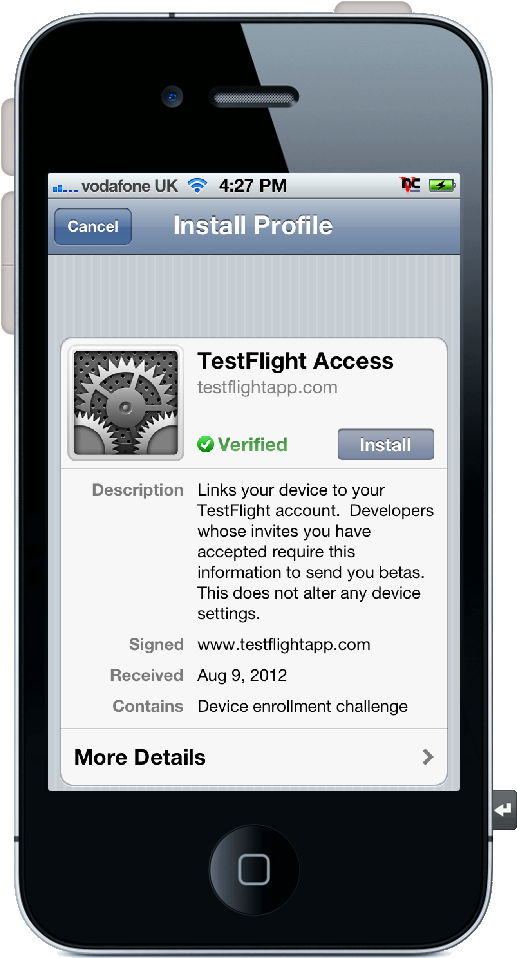 vodafone UK 4:27 PM
Cancel Install Profile
TestFlight Access
testflightapp.com
Verified Install
Description Links your device to your
TestFlight account. Developers
whose invites you have
accepted require this
information to send you betas.
This does not alter any device
settings.
Signed www.testflightapp.com
Received Aug 9, 2012
Contains Device enrollment challenge
More Details